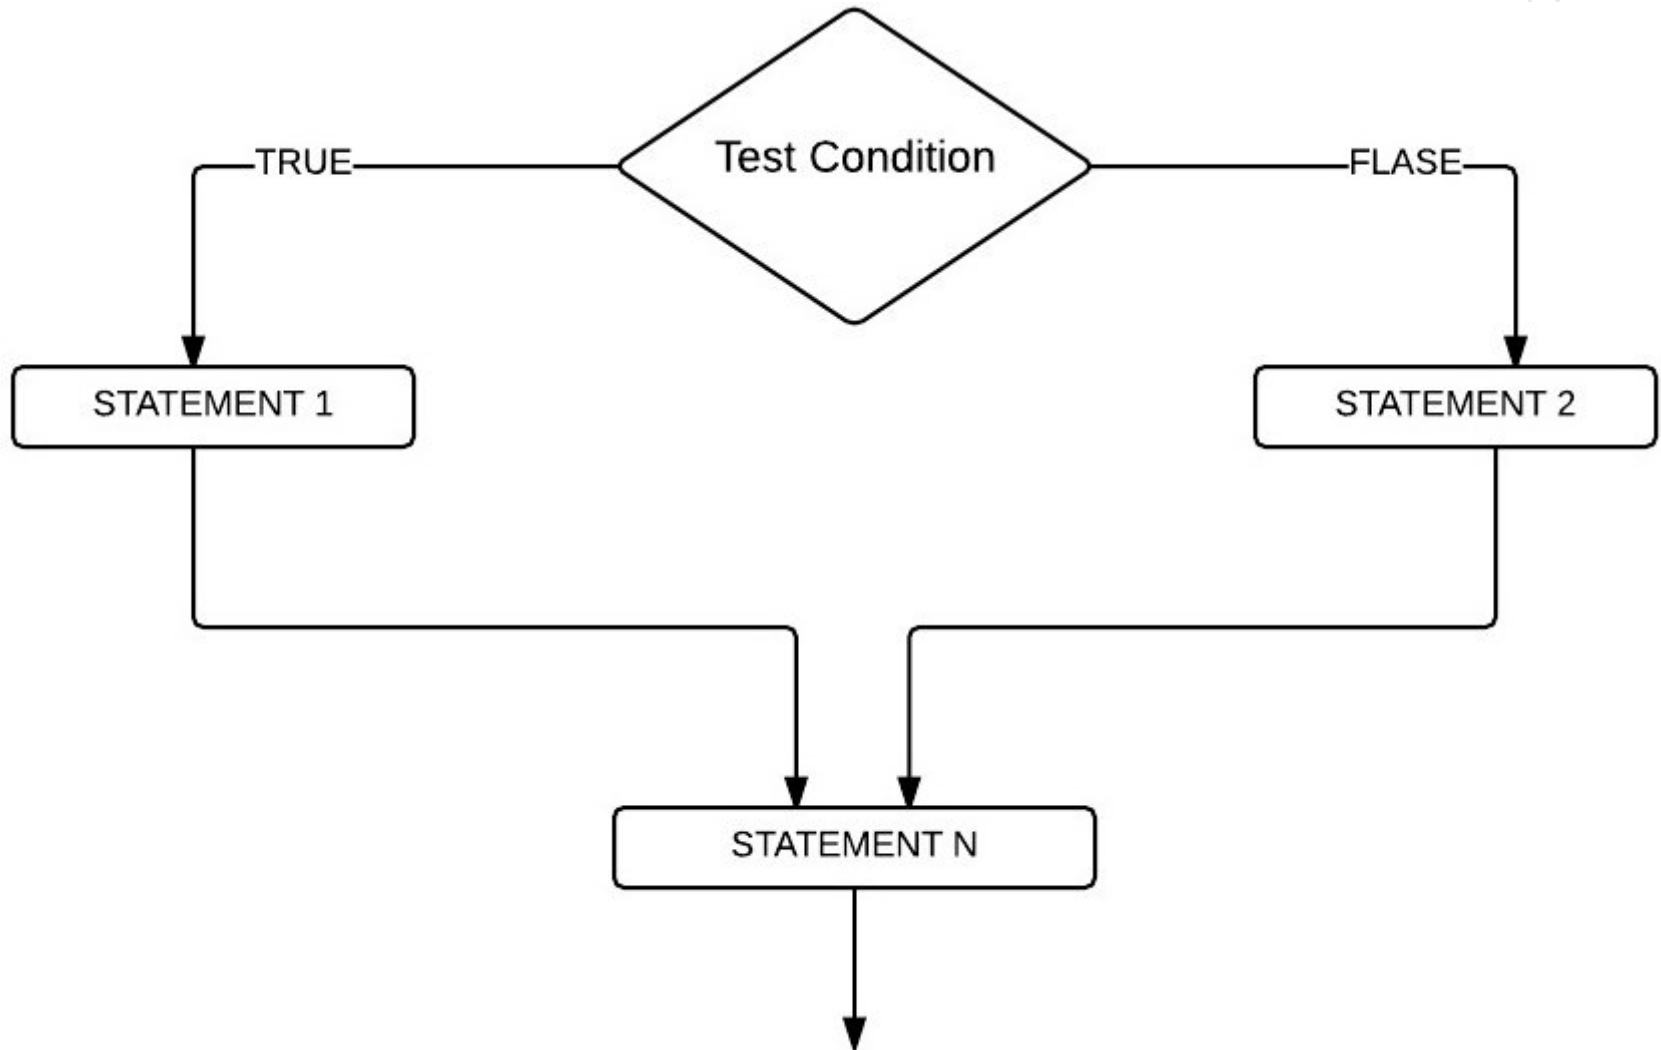 Test Condition
TRUE
FLASE
STATEMENT 1
STATEMENT 2
STATEMENT N